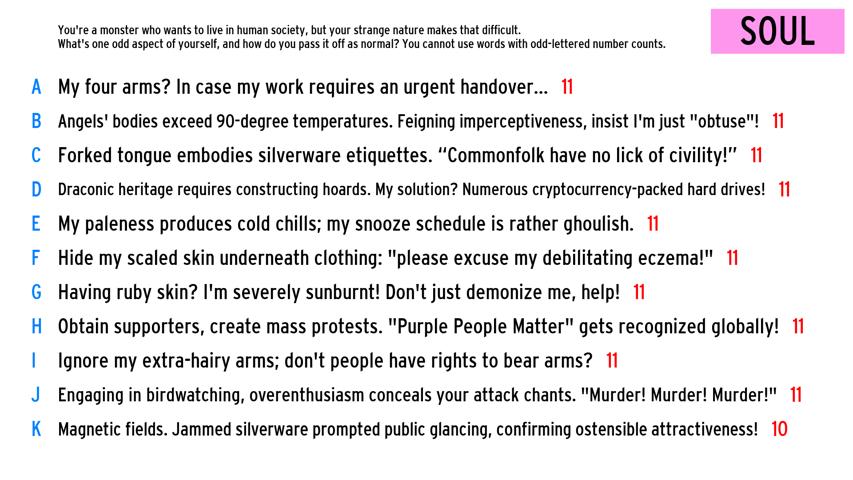 You're a monster who wants to live in human society, but your strange nature makes that difficult.
What's one odd aspect of yourself, and how do you pass it off as normal? You cannot use words with odd-lettered number counts.
SOUL
A My four arms? In case my work requires an urgent handover... 11
B Angels' bodies exceed 90-degree temperatures. Feigning imperceptiveness, insist I'm just "obtuse"! 11
C Forked tongue embodies silverware etiquettes. “Commonfolk have no lick of civility!” 11
D Draconic heritage requires constructing hoards. My solution? Numerous cryptocurrency-packed hard drives! 11
E My paleness produces cold chills; my snooze schedule is rather ghoulish. 11
F Hide my scaled skin underneath clothing: "please excuse my debilitating eczema!" 11
G Having ruby skin? I'm severely sunburnt! Don't just demonize me, help! 11
H Obtain supporters, create mass protests. "Purple People Matter" gets recognized globally! 11
I Ignore my extra-hairy arms; don't people have rights to bear arms? 11
J Engaging in birdwatching, overenthusiasm conceals your attack chants. "Murder! Murder! Murder!" 11
K Magnetic fields. Jammed silverware prompted public glancing, confirming ostensible attractiveness! 10